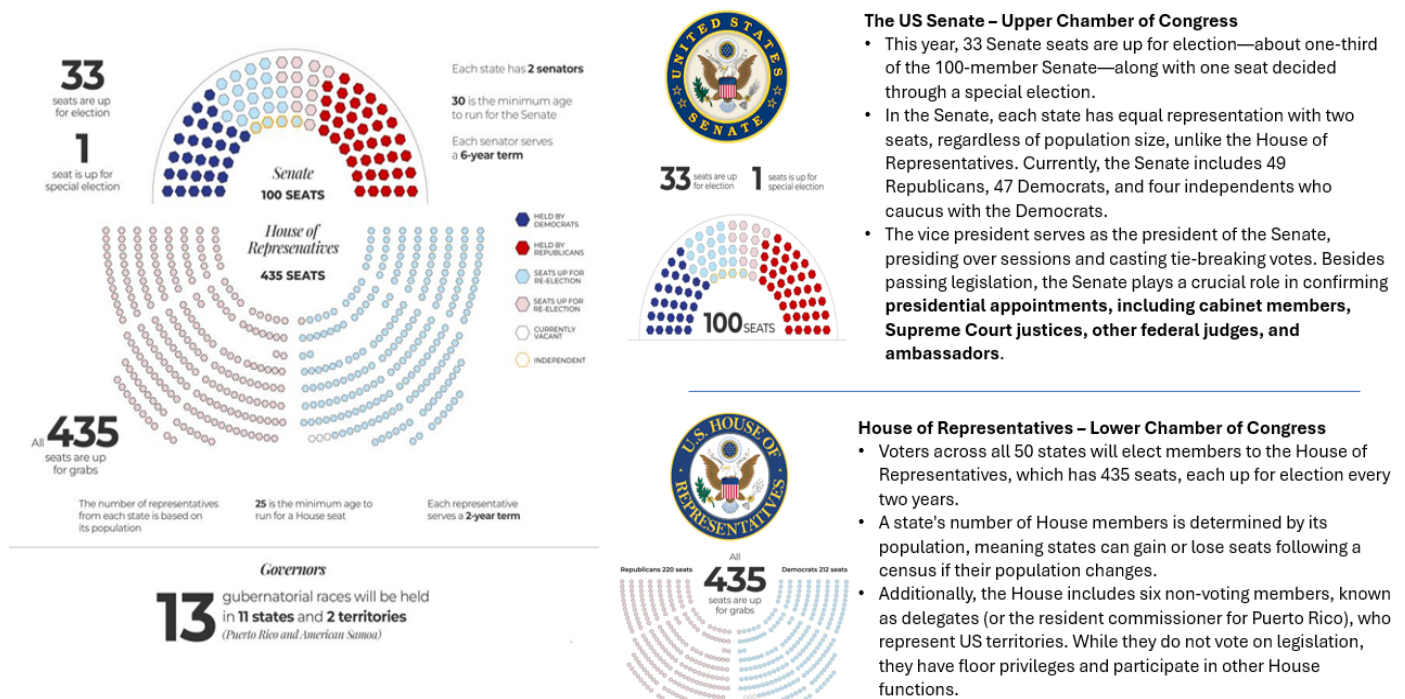 33
seats are up
for election
1
seat is up for
special election
Senate
100 SEATS
Each state has 2 senators
30 is the minimum age
to run for the Senate
Each senator serves
a 6-year term
House of
Represenatives
435 SEATS
HELD BY
DEMOCRATS
HELD BY
REPUBLICANS
SEATS UP FOR
RE-ELECTION
SEATS UP FOR
RE-ELECTION
CURRENTLY
VACANT
INDEPENDENT
All 435
seats are up
for grabs
The number of representatives
from each state is based on
its population
25 is the minimum age to
run for a House seat
Each representative
serves a 2-year term
Governors
13
gubernatorial races will be held
in 11 states and 2 territories
(Puerto Rico and American Samoa)
UNITED STATES
SENATE
33 seats are up
for election
1 seats is up for
special election
100 SEATS
The US Senate – Upper Chamber of Congress
• This year, 33 Senate seats are up for election—about one-third
of the 100-member Senate—along with one seat decided
through a special election.
• In the Senate, each state has equal representation with two
seats, regardless of population size, unlike the House of
Representatives. Currently, the Senate includes 49
Republicans, 47 Democrats, and four independents who
caucus with the Democrats.
• The vice president serves as the president of the Senate,
presiding over sessions and casting tie-breaking votes. Besides
passing legislation, the Senate plays a crucial role in confirming
presidential appointments, including cabinet members,
Supreme Court justices, other federal judges, and
ambassadors.
U.S. HOUSE OF
REPRESENTATIVES
All
Republicans 220 seats
435
Democrats 212 seats
seats are up
for grabs
House of Representatives – Lower Chamber of Congress
• Voters across all 50 states will elect members to the House of
Representatives, which has 435 seats, each up for election every
two years.
• A state's number of House members is determined by its
population, meaning states can gain or lose seats following a
census if their population changes.
• Additionally, the House includes six non-voting members, known
as delegates (or the resident commissioner for Puerto Rico), who
represent US territories. While they do not vote on legislation,
they have floor privileges and participate in other House
functions.